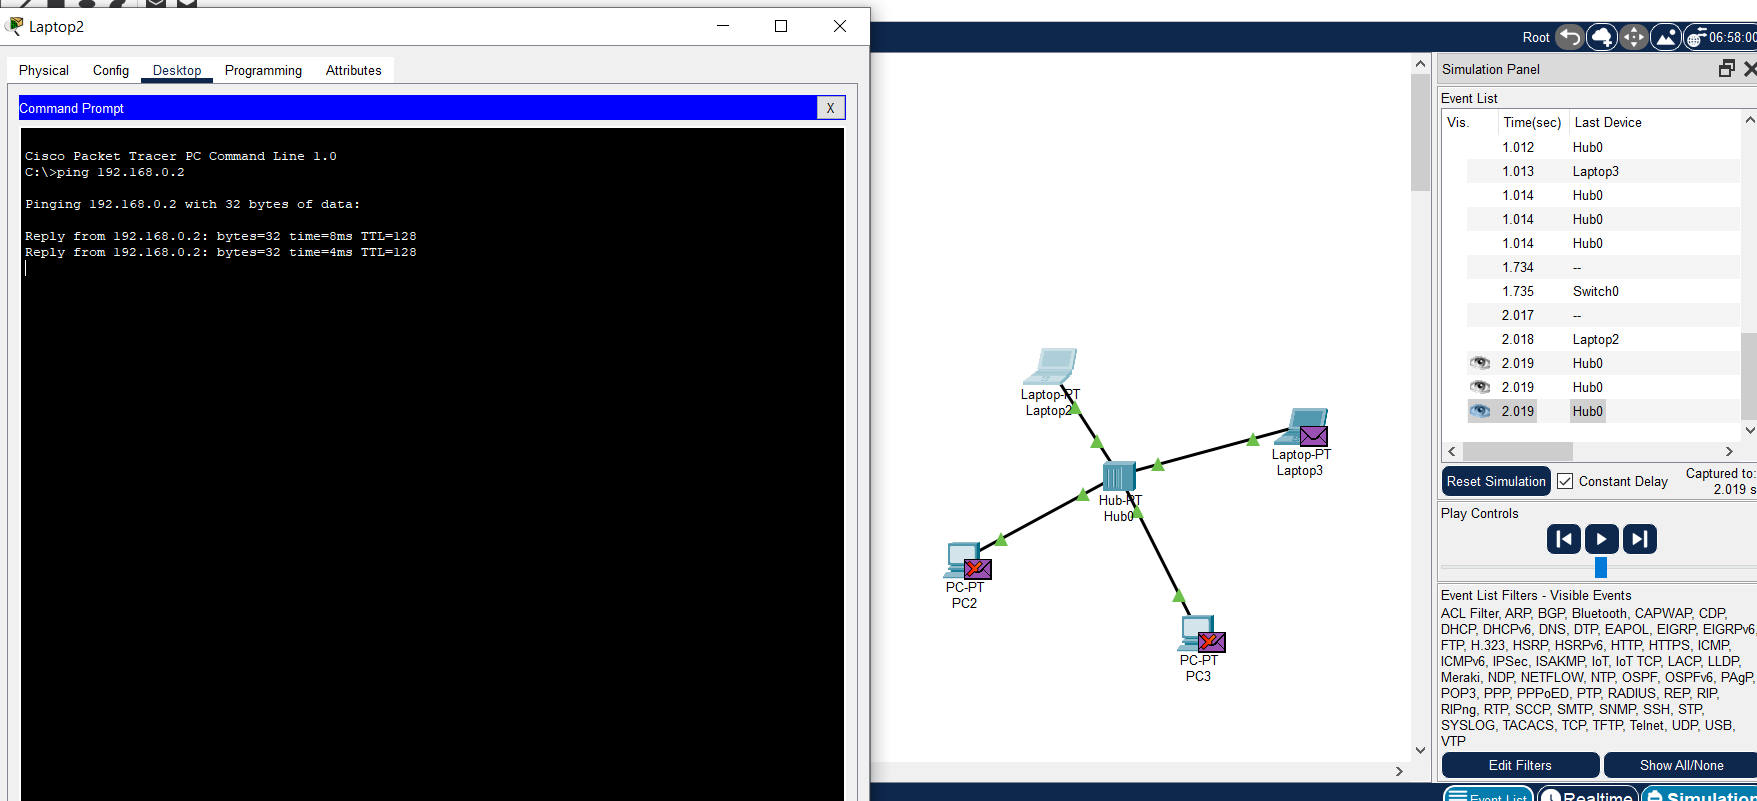 Laptop2
Physical Config Desktop Programming Attributes
Command Prompt X
Cisco Packet Tracer PC Command Line 1.0
C:\>ping 192.168.0.2
Pinging 192.168.0.2 with 32 bytes of data:
Reply from 192.168.0.2: bytes=32 time=8ms TTL=128
Reply from 192.168.0.2: bytes=32 time=4ms TTL=128
Root 06:58:00
Laptop-PT
Laptop2
Laptop-PT
Laptop3
Hub-PT
Hub0
PC-PT
PC2
PC-PT
PC3
Simulation Panel
Event List
Vis. Time(sec) Last Device
1.012 Hub0
1.013 Laptop3
1.014 Hub0
1.014 Hub0
1.014 Hub0
1.734 --
1.735 Switch0
2.017 --
2.018 Laptop2
2.019 Hub0
2.019 Hub0
2.019 Hub0
Reset Simulation Constant Delay Captured to:
2.019 s
Play Controls
Event List Filters - Visible Events
ACL Filter, ARP, BGP, Bluetooth, CAPWAP, CDP,
DHCP, DHCPv6, DNS, DTP, EAPOL, EIGRP, EIGRPv6,
FTP, H.323, HSRP, HSRPv6, HTTP, HTTPS, ICMP,
ICMPv6, IPSec, ISAKMP, IoT, IoT TCP, LACP, LLDP,
Meraki, NDP, NETFLOW, NTP, OSPF, OSPFv6, PAgP,
POP3, PPP, PPPoED, PTP, RADIUS, REP, RIP,
RIPng, RTP, SCCP, SMTP, SNMP, SSH, STP,
SYSLOG, TACACS, TCP, TFTP, Telnet, UDP, USB,
VTP
Edit Filters Show All/None
Event List Realtime Simulation